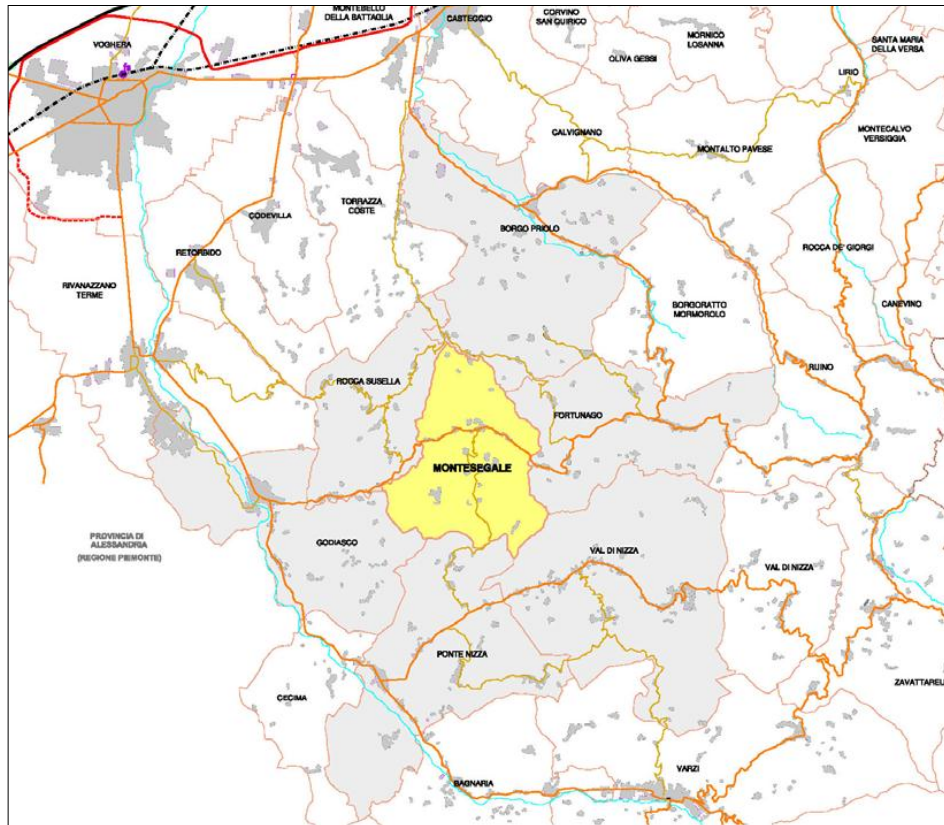 MONTEBELLO
DELLA BATTAGLIA
CASTEGGIO
CORVINO
SAN QUIRICO
MORNICO
LOSANNA
SANTA MARIA
DELLA VERSA
VOGHERA
OLIVA GESSI
LIRIO
CALVIGNANO
MONTALTO PAVESE
MONTECALVO
VERSIGGIA
TORRAZZA
COSTE
CODEVILLA
BORGO PRIOLO
RETORBIDO
ROCCA DE' GIORGI
RIVANAZZANO
TERME
BORGORATTO
MORMOROLO
CANEVINO
RUINO
ROCCA SUSELLA
FORTUNAGO
MONTESEGALE
PROVINCIA DI
ALESSANDRIA
(REGIONE PIEMONTE)
GODIASCO
VAL DI NIZZA
VAL DI NIZZA
PONTE NIZZA
ZAVATTAREL
CECIMA
VARZI
BAGNARIA